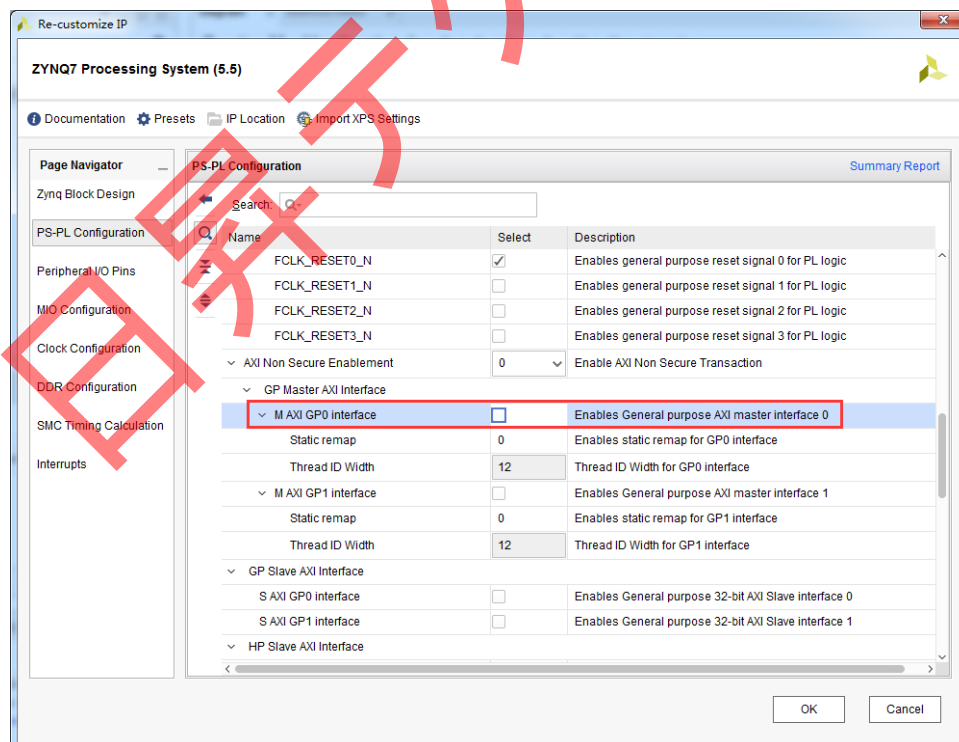 Re-customize IP
ZYNQ7 Processing System (5.5)
Documentation Presets IP Location Import XPS Settings
Page Navigator
Zynq Block Design
PS-PL Configuration
Peripheral I/O Pins
MIO Configuration
Clock Configuration
DDR Configuration
SMC Timing Calculation
Interrupts
PS-PL Configuration Summary Report
Search:
Name Select Description
FCLK_RESET0_N Enables general purpose reset signal 0 for PL logic
FCLK_RESET1_N Enables general purpose reset signal 1 for PL logic
FCLK_RESET2_N Enables general purpose reset signal 2 for PL logic
FCLK_RESET3_N Enables general purpose reset signal 3 for PL logic
AXI Non Secure Enablement 0 Enable AXI Non Secure Transaction
GP Master AXI Interface
M AXI GP0 interface Enables General purpose AXI master interface 0
Static remap 0 Enables static remap for GP0 interface
Thread ID Width 12 Thread ID Width for GP0 interface
M AXI GP1 interface Enables General purpose AXI master interface 1
Static remap 0 Enables static remap for GP1 interface
Thread ID Width 12 Thread ID Width for GP1 interface
GP Slave AXI Interface
S AXI GP0 interface Enables General purpose 32-bit AXI Slave interface 0
S AXI GP1 interface Enables General purpose 32-bit AXI Slave interface 1
HP Slave AXI Interface
OK Cancel